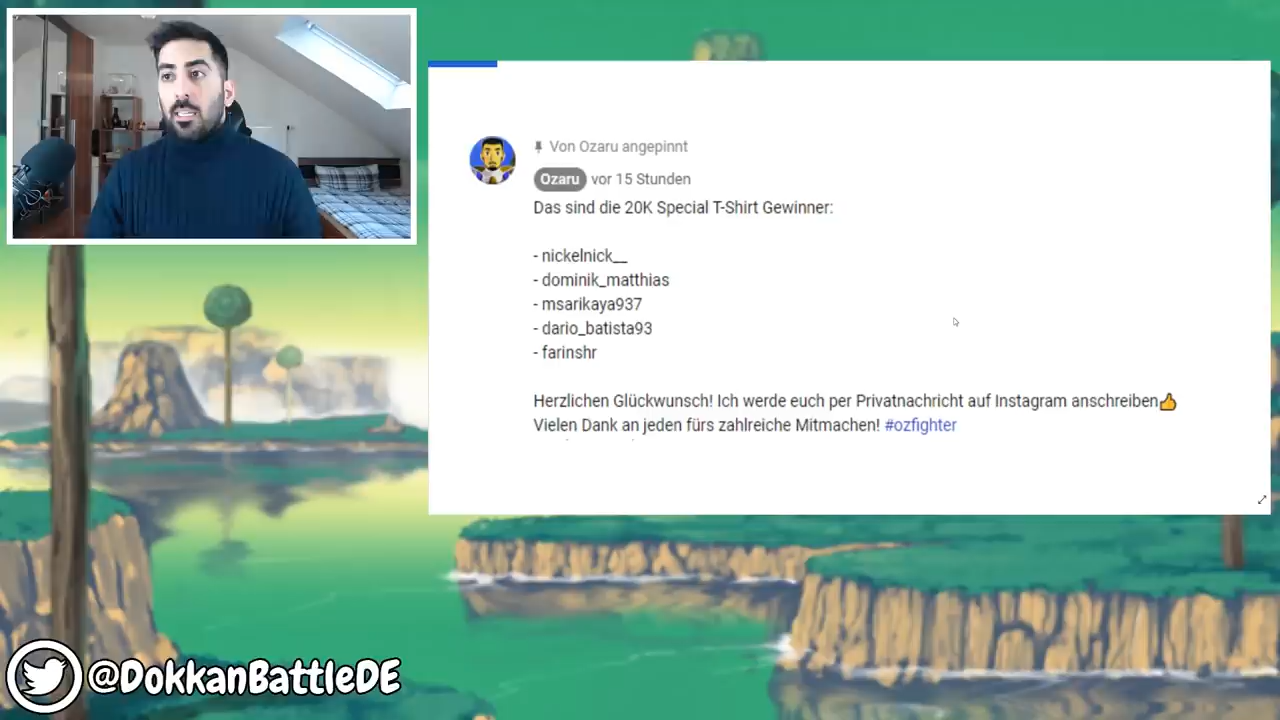 Von Ozaru angepinnt
Ozaru vor 15 Stunden
Das sind die 20K Special T-Shirt Gewinner:
- nickelnick__
- dominik_matthias
- msarikaya937
- dario_batista93
- farinshr
Herzlichen Glückwunsch! Ich werde euch per Privatnachricht auf Instagram anschreiben👍
Vielen Dank an jeden fürs zahlreiche Mitmachen! #ozfighter
@DokkanBattleDE